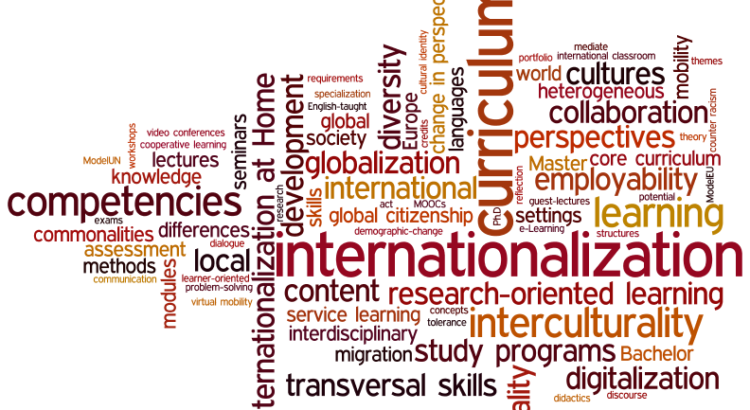 curriculum
change in perspec
cultural identity
mediate
portfolio
international classroom
themes
mobility
diversity
Europe
credits
languages
requirements
specialization
English-taught
global
society
world
cultures
heterogeneous
collaboration
counter racism
perspectives
theory
development
internationalization at Home
seminars
workshops
video conferences
cooperative learning
ModelUN
lectures
knowledge
globalization
Master
core curriculum
reflection
employability
ModelEU
potential
competencies
research
skills
international
act
MOOCs
global citizenship
demographic-change
PhD
guest-lectures
settings
e-Learning
learning
structures
exams
commonalities
differences
assessment
dialogue
methods
local
communication
modules
learner-oriented
problem-solving
virtual mobility
internationalization
content
research-oriented learning
service learning
concepts
tolerance
interculturality
interdisciplinary
migration
study programs
Bachelor
transversal skills
ality
digitalization
didactics
discourse